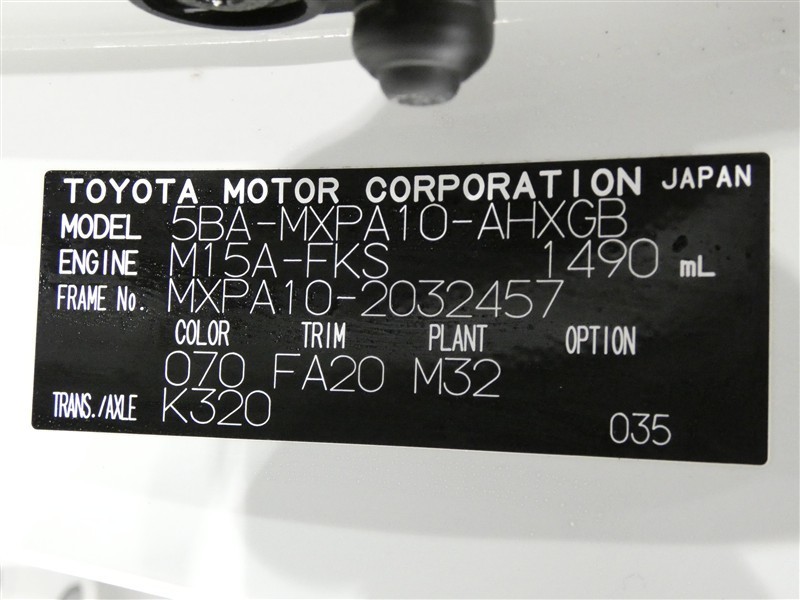 TOYOTA MOTOR CORPORATION JAPAN
MODEL 5BA-MXPA10-AHXGB
ENGINE M15A-FKS 1490 mL
FRAME No. MXPA10-2032457
COLOR TRIM PLANT OPTION
070 FA20 M32
TRANS./AXLE K320
035